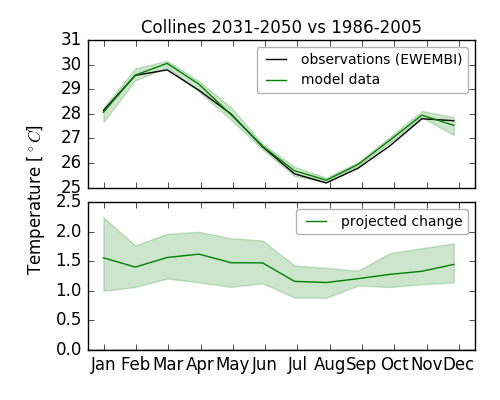 Collines 2031-2050 vs 1986-2005
31
30
29
28
27
26
25
observations (EWEMBI)
model data
Temperature [°C]
2.5
2.0
1.5
1.0
0.5
0.0
projected change
Jan Feb Mar Apr May Jun Jul Aug Sep Oct Nov Dec